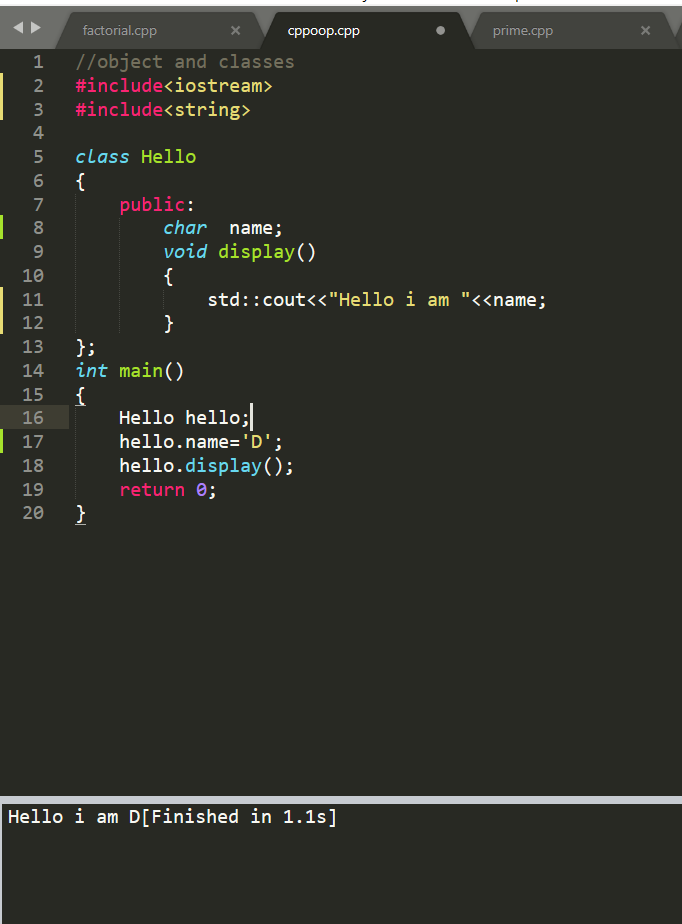 factorial.cpp × cppoop.cpp prime.cpp ×
1 //object and classes
2 #include<iostream>
3 #include<string>
4
5 class Hello
6 {
7 public:
8 char  name;
9 void display()
10 {
11 std::cout<<"Hello i am "<<name;
12 }
13 };
14 int main()
15 {
16 Hello hello;
17 hello.name='D';
18 hello.display();
19 return 0;
20 }
Hello i am D[Finished in 1.1s]